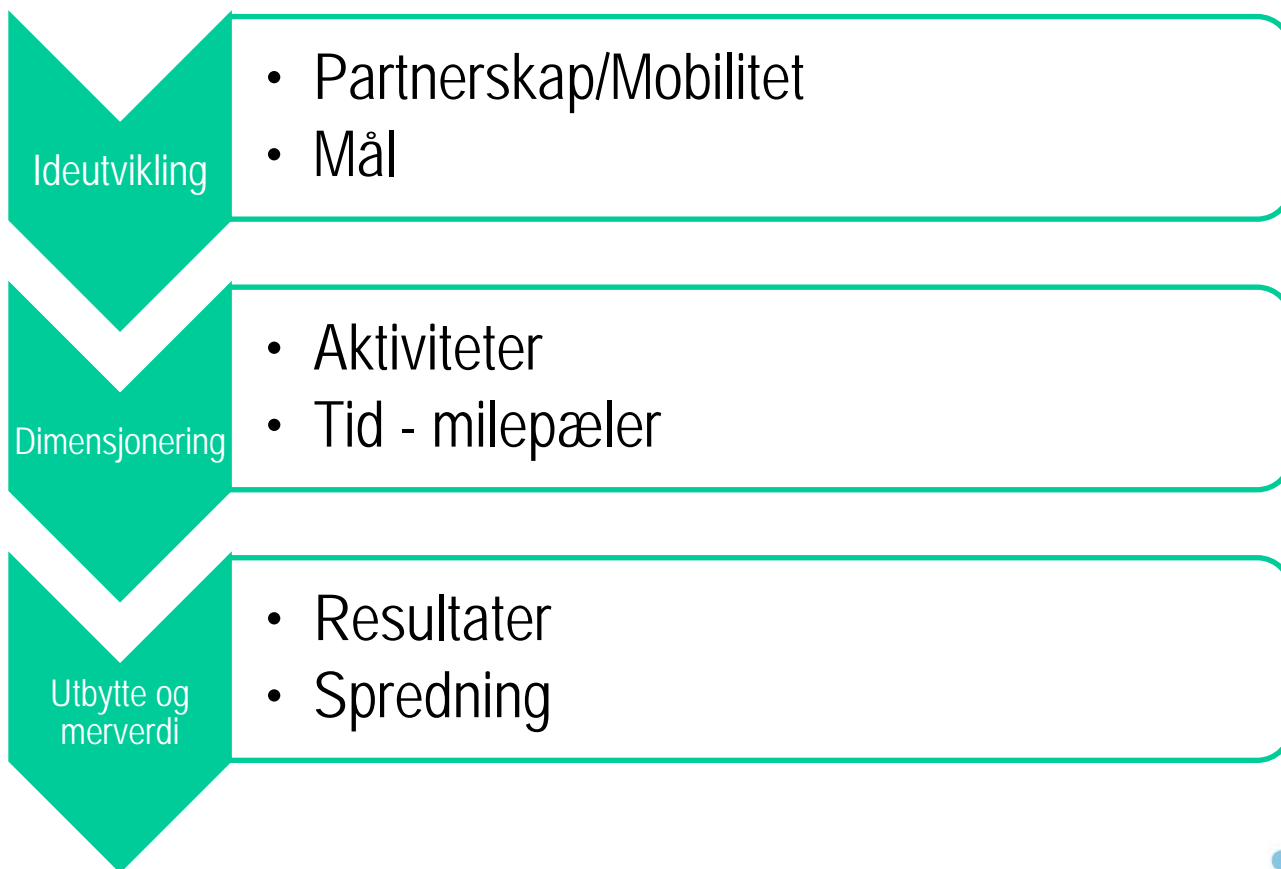 Ideutvikling
• Partnerskap/Mobilitet
• Mål
Dimensjonering
• Aktiviteter
• Tid - milepæler
Utbytte og
merverdi
• Resultater
• Spredning